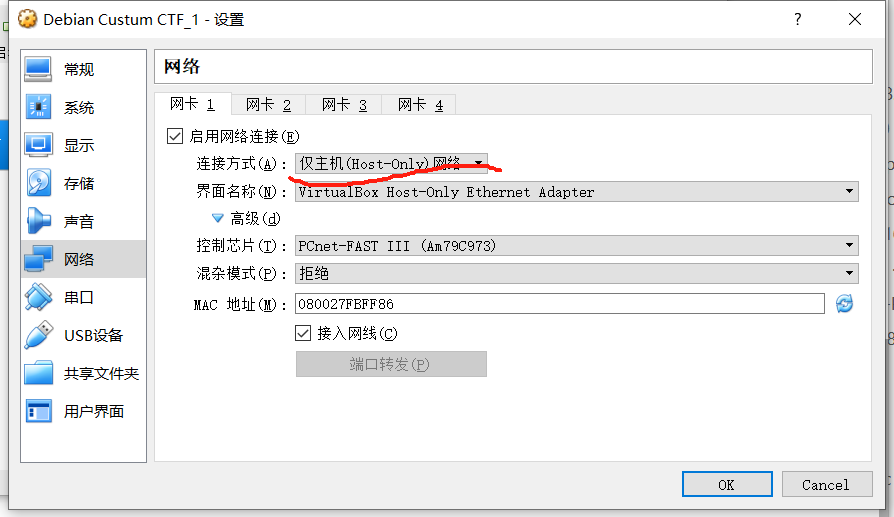 Debian Custum CTF_1 - 设置
?
常规
系统
显示
存储
声音
网络
串口
USB设备
共享文件夹
用户界面
网络
网卡 1
网卡 2
网卡 3
网卡 4
启用网络连接(E)
连接方式(A): 仅主机(Host-Only)网络
界面名称(N): VirtualBox Host-Only Ethernet Adapter
高级(d)
控制芯片(T): PCnet-FAST III (Am79C973)
混杂模式(P): 拒绝
MAC 地址(M): 080027FBFF86
接入网线(C)
端口转发(P)
OK
Cancel